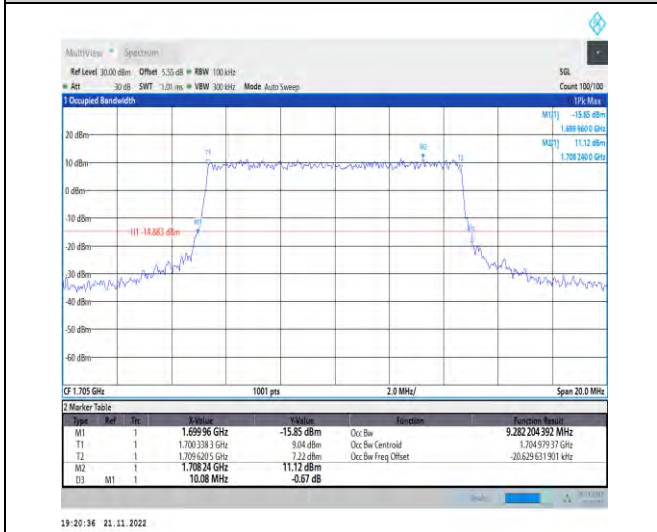 MultiView Spectrum
Ref Level 30.00 dBm Offset 5.55 dB RBW 100 kHz SGL
Att 30 dB SWT 1.01 ms VBW 300 kHz Mode Auto Sweep Count 100/100
1 Occupied Bandwidth 1Pk Max
M1[1] -15.85 dBm
1.699 960 0 GHz
M2[1] 11.12 dBm
1.708 240 0 GHz
20 dBm
M2
T1 T2
10 dBm
0 dBm
-10 dBm
M1
H1 -14.883 dBm
-20 dBm
-30 dBm
-40 dBm
-50 dBm
-60 dBm
CF 1.705 GHz 1001 pts 2.0 MHz/ Span 20.0 MHz
2 Marker Table
Type Ref Trc X-Value Y-Value Function Function Result
M1 1 1.699 96 GHz -15.85 dBm Occ Bw 9.282 204 392 MHz
T1 1 1.700 338 3 GHz 9.04 dBm Occ Bw Centroid 1.704 979 37 GHz
T2 1 1.709 620 5 GHz 7.22 dBm Occ Bw Freq Offset -20.629 631 901 kHz
M2 1 1.708 24 GHz 11.12 dBm
D3 M1 1 10.08 MHz -0.67 dB
19:20:36 21.11.2022